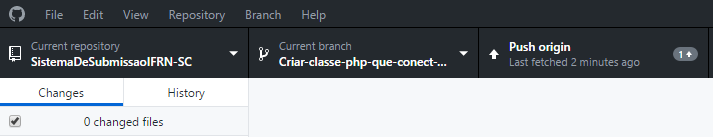 File Edit View Repository Branch Help
Current repository
SistemaDeSubmissaoIFRN-SC
Current branch
Criar-classe-php-que-conect-...
Push origin
Last fetched 2 minutes ago
1
Changes History
0 changed files